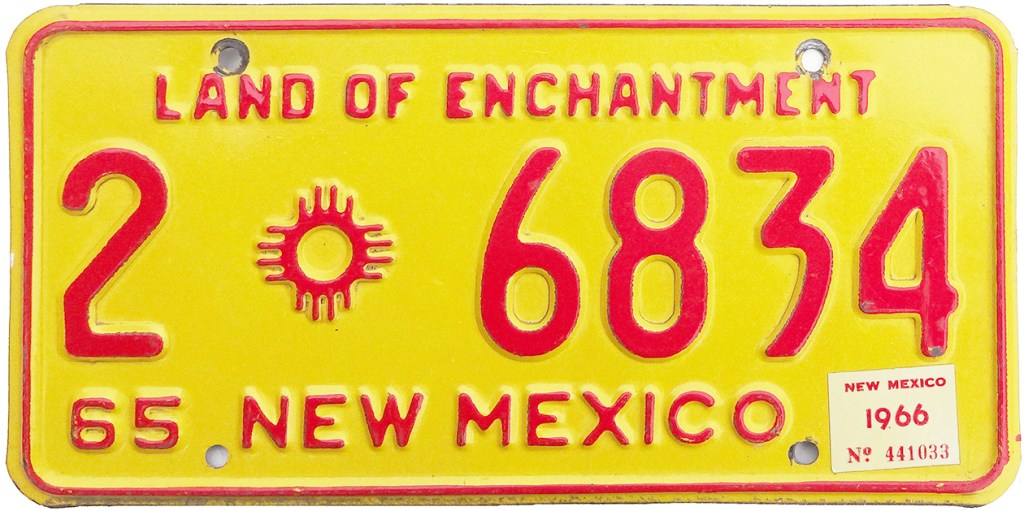 LAND OF ENCHANTMENT
2 6834
65 NEW MEXICO
NEW MEXICO
1966
Nº 441033